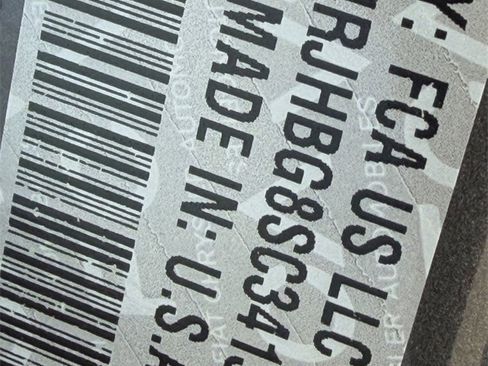 Y: FCA US LLC
RJHBG8SC341
MADE IN: U.S.A